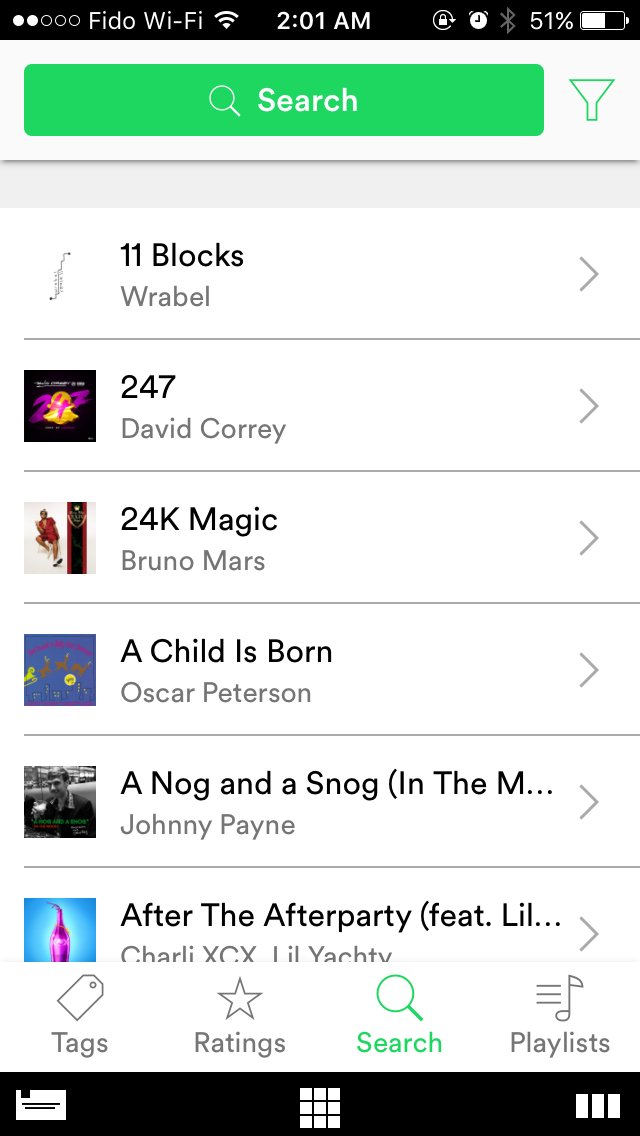 Fido Wi-Fi 2:01 AM 51%
Search
11 Blocks
Wrabel
247
David Correy
24K Magic
Bruno Mars
A Child Is Born
Oscar Peterson
A Nog and a Snog (In The M...
Johnny Payne
After The Afterparty (feat. Lil...
Charli XCX, Lil Yachty
Tags Ratings Search Playlists